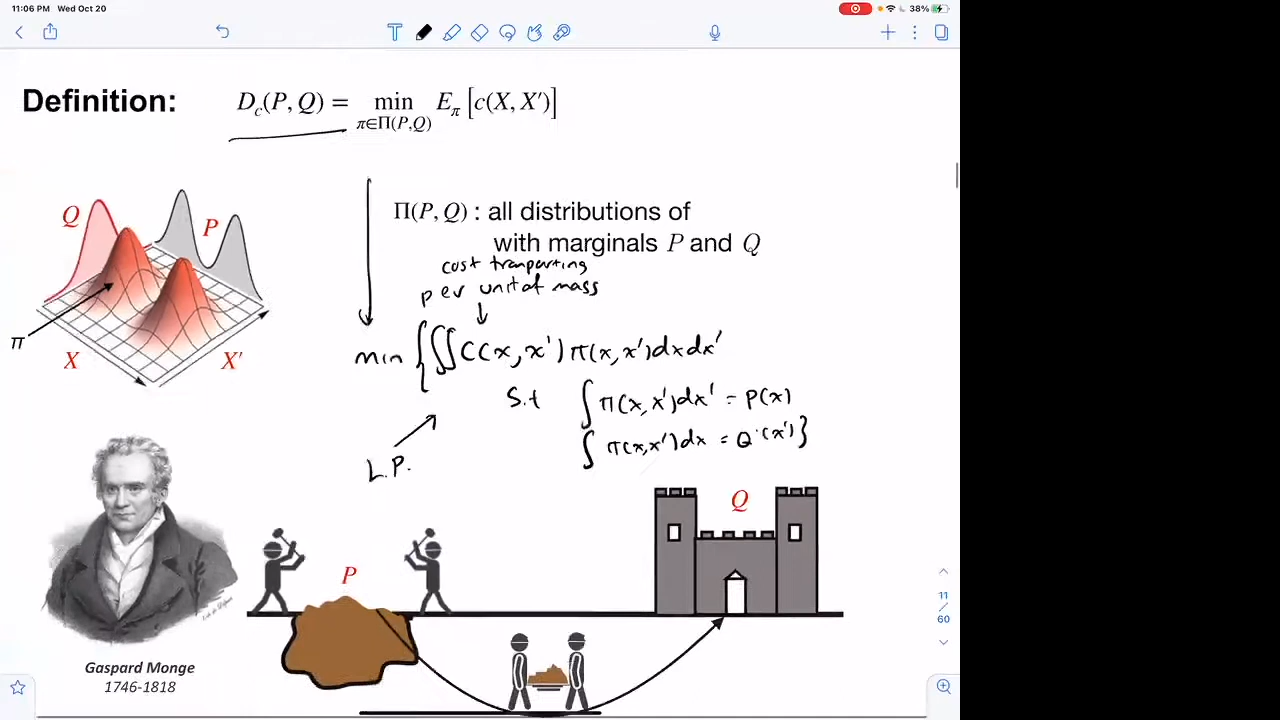 11:06 PM Wed Oct 20
38%
Definition: D_c(P, Q) = min_{π∈Π(P,Q)} E_π [c(X, X′)]
Q
P
π
X
X′
Π(P, Q) : all distributions of
with marginals P and Q
cost tranporting
per unit of mass
min { ∬ C(x, x′) π(x, x′) dx dx′
s.t ∫ π(x, x′) dx′ = P(x)
∫ π(x, x′) dx = Q (x′) }
L.P.
Q
P
11
/
60
Gaspard Monge
1746-1818